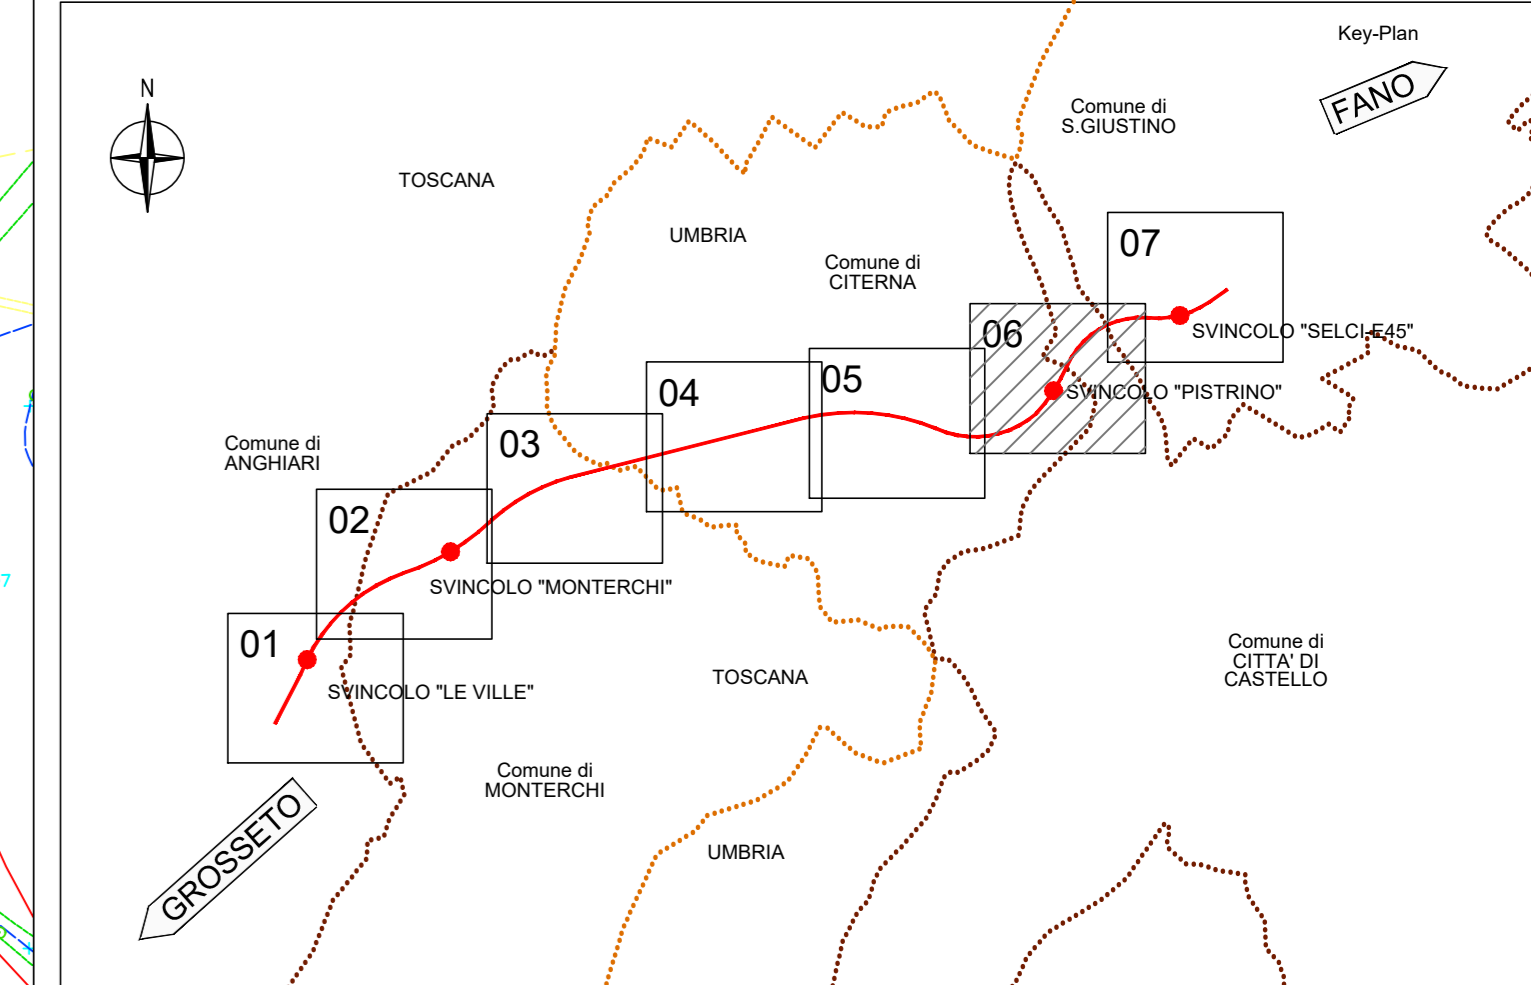 Key-Plan
N
FANO
Comune di
S.GIUSTINO
TOSCANA
UMBRIA
Comune di
CITERNA
07
SVINCOLO "SELCI-E45"
06
SVINCOLO "PISTRINO"
05
04
03
Comune di
ANGHIARI
02
SVINCOLO "MONTERCHI"
01
SVINCOLO "LE VILLE"
TOSCANA
Comune di
CITTA' DI
CASTELLO
Comune di
MONTERCHI
GROSSETO
UMBRIA
7